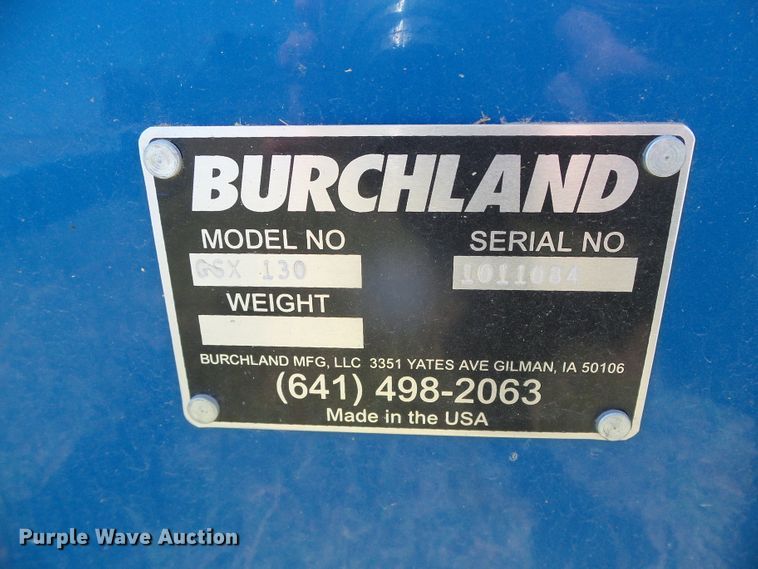 BURCHLAND
MODEL NO SERIAL NO
GSX 130 1011084
WEIGHT
BURCHLAND MFG, LLC 3351 YATES AVE GILMAN, IA 50106
(641) 498-2063
Made in the USA
Purple Wave Auction